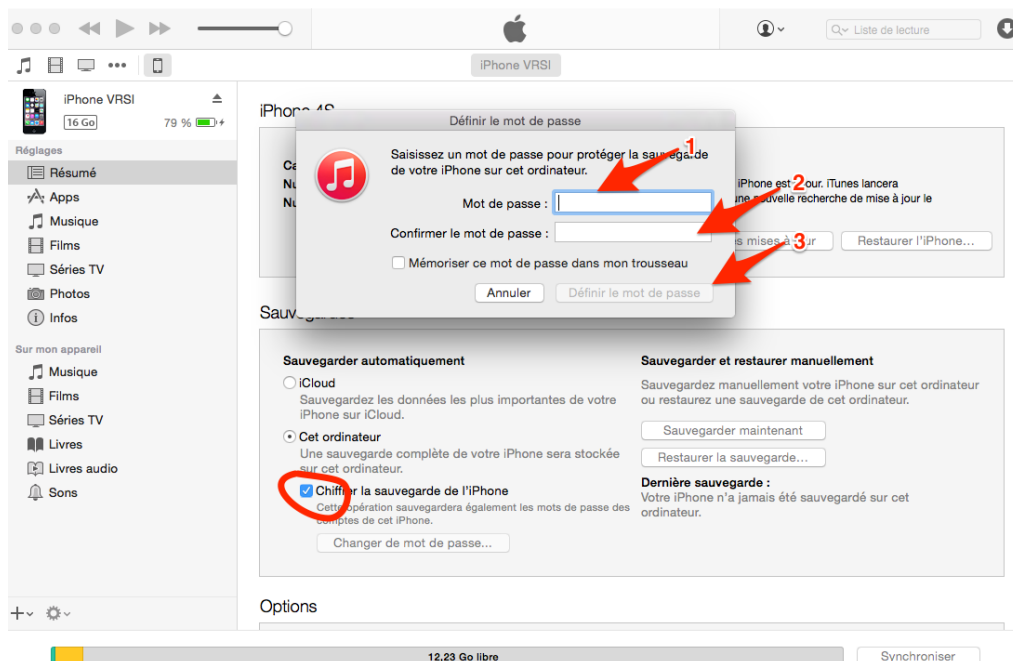 Liste de lecture
iPhone VRSI
iPhone VRSI
16 Go
79 %
Réglages
Résumé
Apps
Musique
Films
Séries TV
Photos
Infos
Sur mon appareil
Musique
Films
Séries TV
Livres
Livres audio
Sons
iPhone 4S
Définir le mot de passe
Saisissez un mot de passe pour protéger la sauvegarde
de votre iPhone sur cet ordinateur.
Mot de passe :
Confirmer le mot de passe :
Mémoriser ce mot de passe dans mon trousseau
Annuler
Définir le mot de passe
1
2
3
iPhone est à jour. iTunes lancera
une nouvelle recherche de mise à jour le
mises à jour
Restaurer l'iPhone...
Sauvegardes
Sauvegarder automatiquement
iCloud
Sauvegardez les données les plus importantes de votre
iPhone sur iCloud.
Cet ordinateur
Une sauvegarde complète de votre iPhone sera stockée
sur cet ordinateur.
Chiffrer la sauvegarde de l'iPhone
Cette opération sauvegardera également les mots de passe des
comptes de cet iPhone.
Changer de mot de passe...
Sauvegarder et restaurer manuellement
Sauvegardez manuellement votre iPhone sur cet ordinateur
ou restaurez une sauvegarde de cet ordinateur.
Sauvegarder maintenant
Restaurer la sauvegarde...
Dernière sauvegarde :
Votre iPhone n'a jamais été sauvegardé sur cet
ordinateur.
Options
12,23 Go libre
Synchroniser